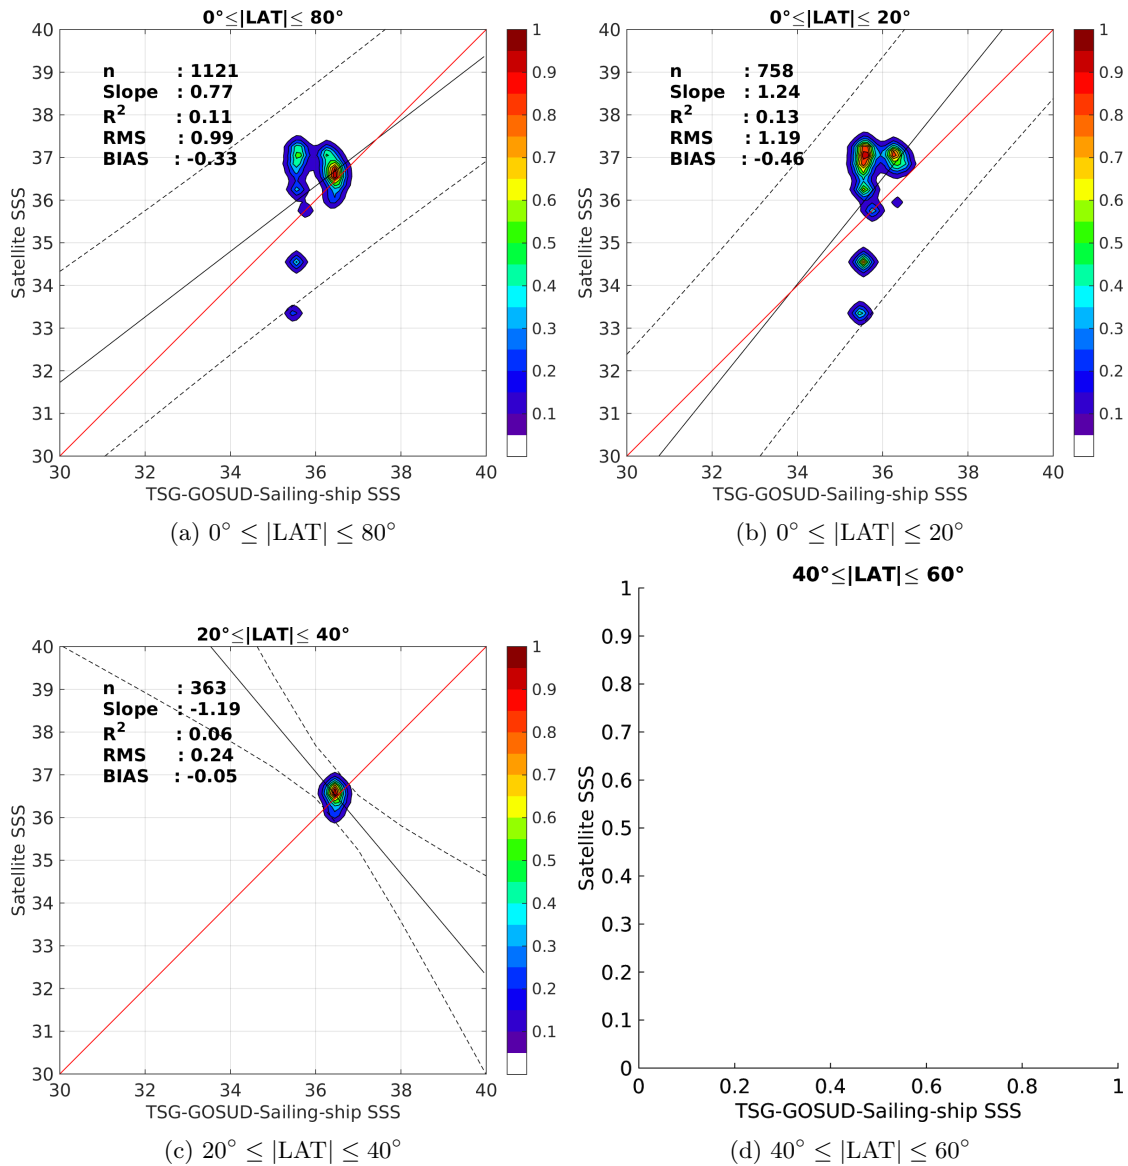 0°≤|LAT|≤ 80°
n : 1121
Slope : 0.77
R2 : 0.11
RMS : 0.99
BIAS : -0.33
40
39
38
37
36
35
34
33
32
31
30
Satellite SSS
30 32 34 36 38 40
TSG-GOSUD-Sailing-ship SSS
1
0.9
0.8
0.7
0.6
0.5
0.4
0.3
0.2
0.1
(a) 0° ≤ |LAT| ≤ 80°
0°≤|LAT|≤ 20°
n : 758
Slope : 1.24
R2 : 0.13
RMS : 1.19
BIAS : -0.46
40
39
38
37
36
35
34
33
32
31
30
Satellite SSS
30 32 34 36 38 40
TSG-GOSUD-Sailing-ship SSS
1
0.9
0.8
0.7
0.6
0.5
0.4
0.3
0.2
0.1
(b) 0° ≤ |LAT| ≤ 20°
20°≤|LAT|≤ 40°
n : 363
Slope : -1.19
R2 : 0.06
RMS : 0.24
BIAS : -0.05
40
39
38
37
36
35
34
33
32
31
30
Satellite SSS
30 32 34 36 38 40
TSG-GOSUD-Sailing-ship SSS
1
0.9
0.8
0.7
0.6
0.5
0.4
0.3
0.2
0.1
(c) 20° ≤ |LAT| ≤ 40°
40°≤|LAT|≤ 60°
1
0.9
0.8
0.7
0.6
0.5
0.4
0.3
0.2
0.1
0
Satellite SSS
0 0.2 0.4 0.6 0.8 1
TSG-GOSUD-Sailing-ship SSS
(d) 40° ≤ |LAT| ≤ 60°